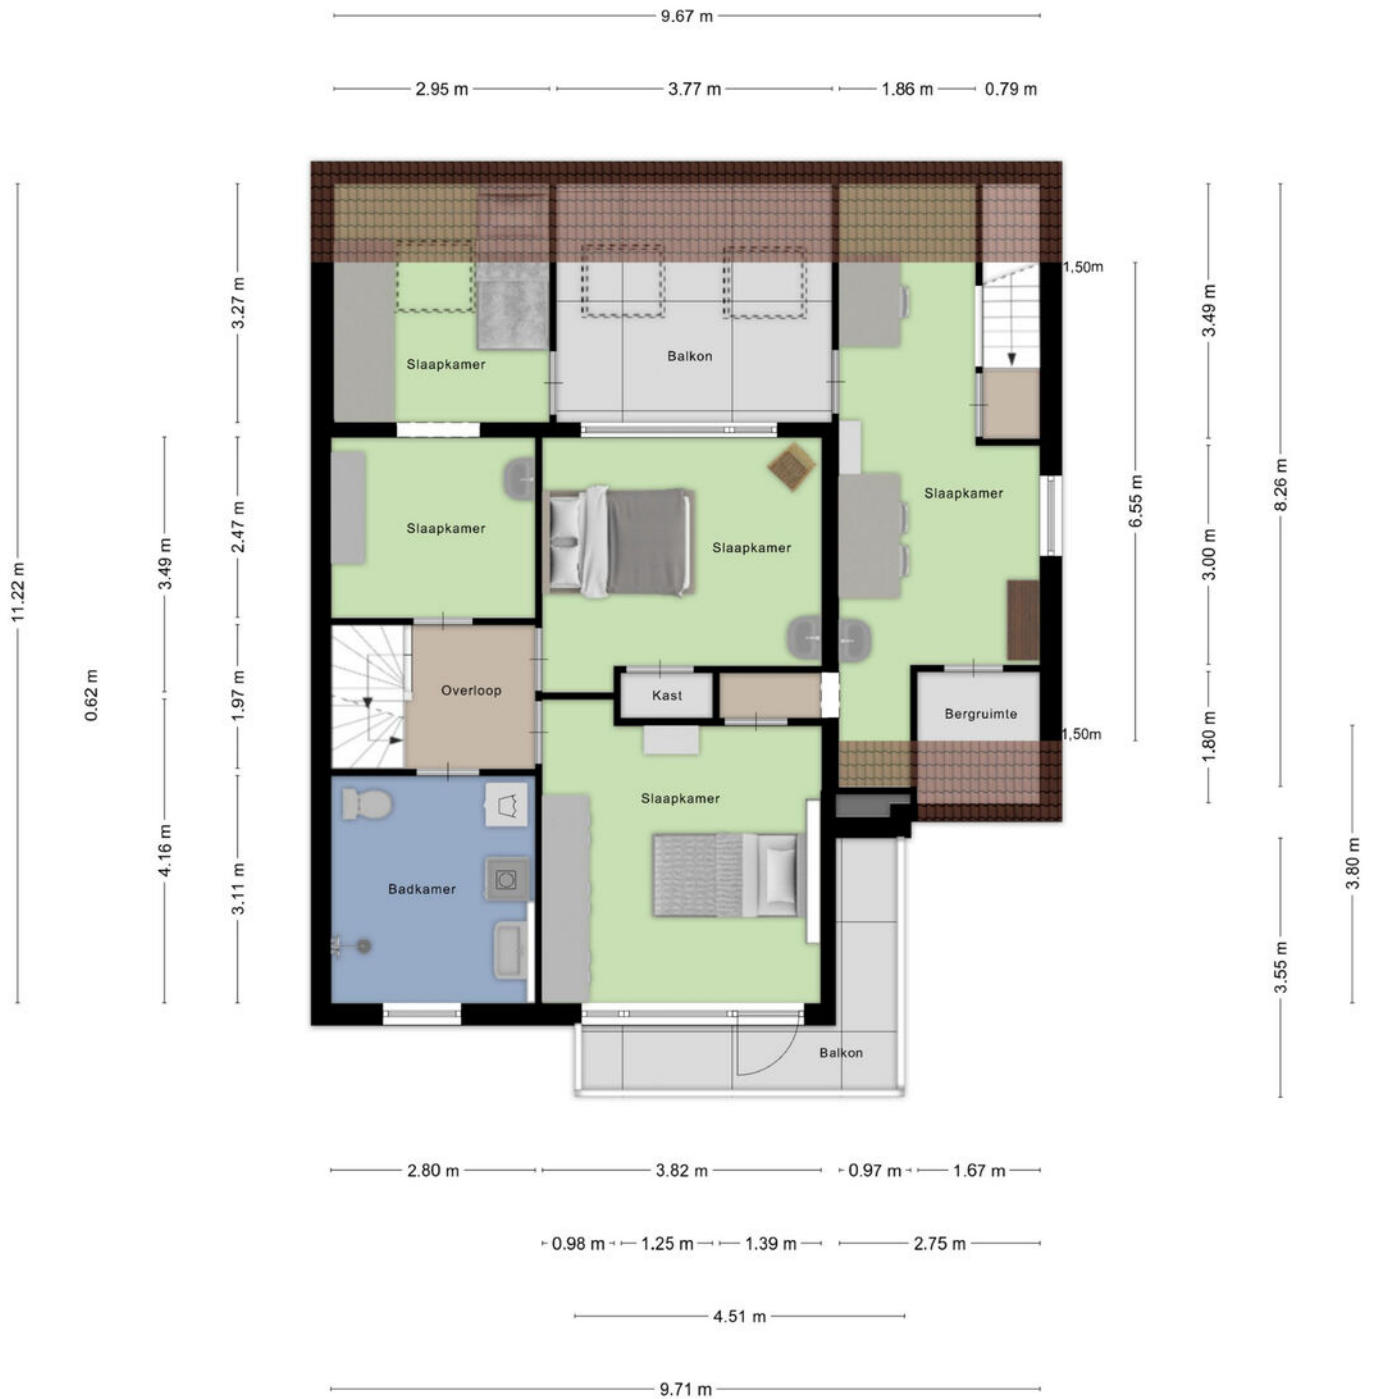 9.67 m
2.95 m
3.77 m
1.86 m
0.79 m
1,50m
3.27 m
3.49 m
Balkon
Slaapkamer
8.26 m
Slaapkamer
6.55 m
2.47 m
Slaapkamer
Slaapkamer
3.49 m
3.00 m
11.22 m
0.62 m
1.97 m
Overloop
Kast
Bergruimte
1.80 m
1,50m
4.16 m
Slaapkamer
3.80 m
3.11 m
Badkamer
3.55 m
Balkon
2.80 m
3.82 m
0.97 m
1.67 m
0.98 m
1.25 m
1.39 m
2.75 m
4.51 m
9.71 m